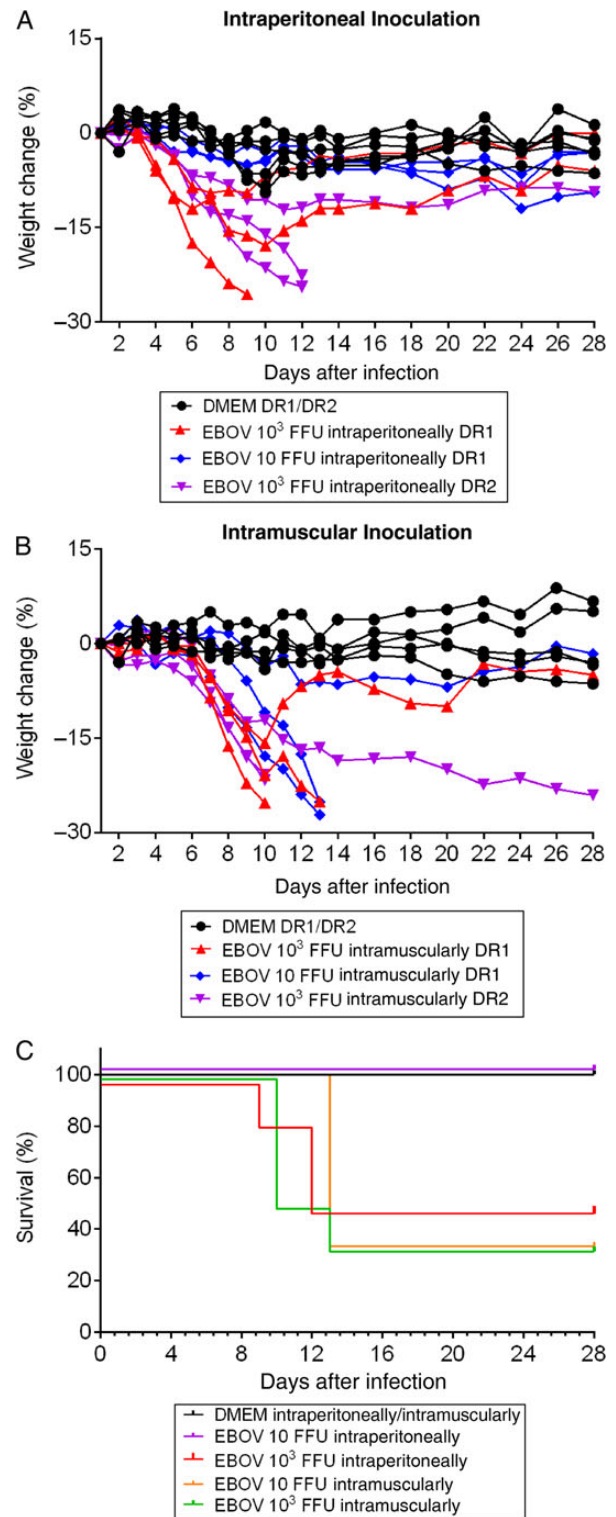 A
Intraperitoneal Inoculation
15
0
−15
−30
Weight change (%)
2 4 6 8 10 12 14 16 18 20 22 24 26 28
Days after infection
DMEM DR1/DR2
EBOV 10³ FFU intraperitoneally DR1
EBOV 10 FFU intraperitoneally DR1
EBOV 10³ FFU intraperitoneally DR2
B
Intramuscular Inoculation
15
0
−15
−30
Weight change (%)
2 4 6 8 10 12 14 16 18 20 22 24 26 28
Days after infection
DMEM DR1/DR2
EBOV 10³ FFU intramuscularly DR1
EBOV 10 FFU intramuscularly DR1
EBOV 10³ FFU intramuscularly DR2
C
100
80
60
40
20
0
Survival (%)
0 4 8 12 16 20 24 28
Days after infection
DMEM intraperitoneally/intramuscularly
EBOV 10 FFU intraperitoneally
EBOV 10³ FFU intraperitoneally
EBOV 10 FFU intramuscularly
EBOV 10³ FFU intramuscularly